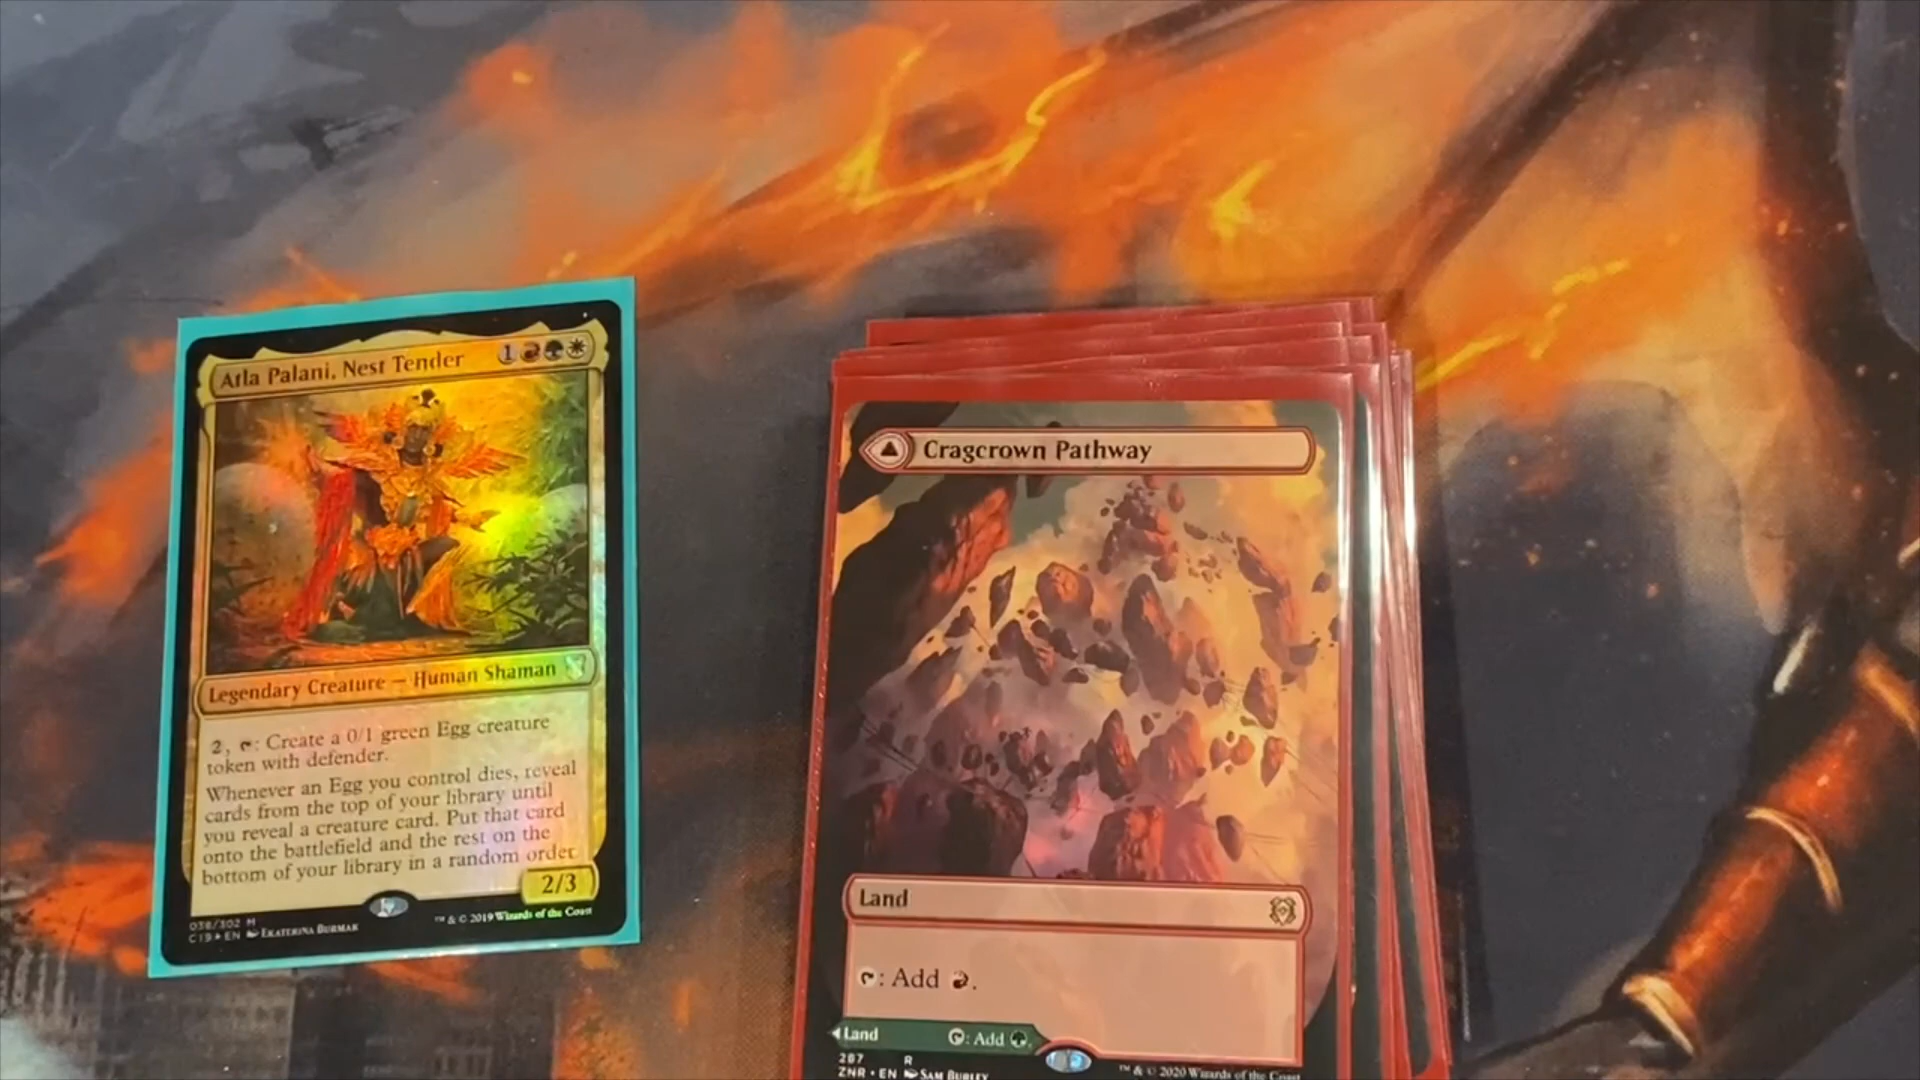 Atla Palani, Nest Tender 1
Legendary Creature — Human Shaman
2, : Create a 0/1 green Egg creature
token with defender.
Whenever an Egg you control dies, reveal
cards from the top of your library until
you reveal a creature card. Put that card
onto the battlefield and the rest on the
bottom of your library in a random order.
2/3
038/302 M
C19 ★ EN EKATERINA BURMAK
™ & © 2019 Wizards of the Coast
Cragcrown Pathway
Land
: Add .
Land : Add .
287 R
ZNR • EN SAM BURLEY
™ & © 2020 Wizards of the Coast